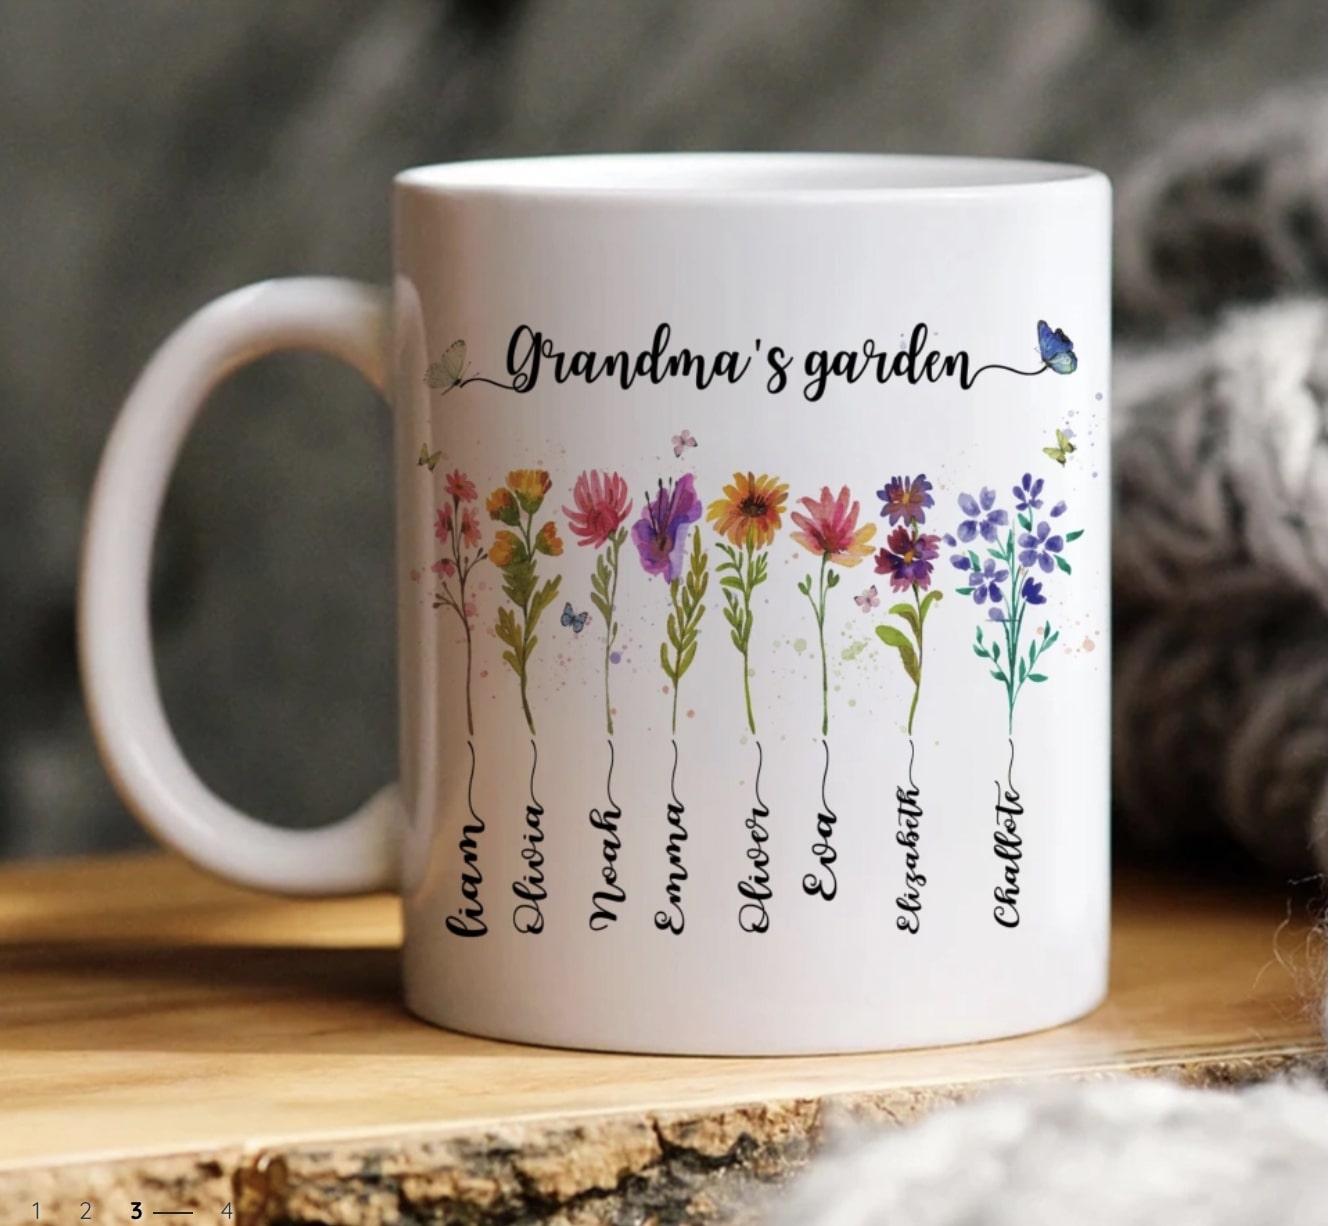 Grandma's garden
liam
Olivia
Noah
Emma
Oliver
Eva
Elizabeth
Challote
1 2 3 4